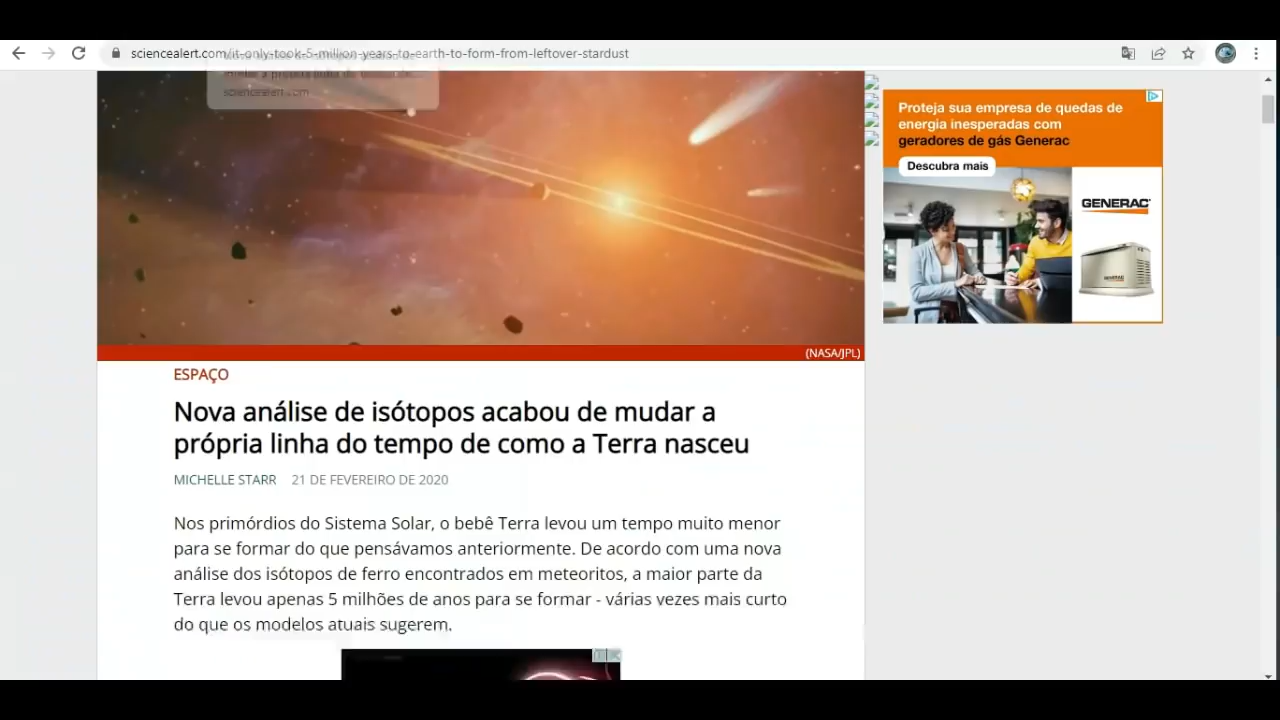 sciencealert.com/it-only-took-5-million-years-to-earth-to-form-from-leftover-stardust
sciencealert.com
Proteja sua empresa de quedas de
energia inesperadas com
geradores de gás Generac
Descubra mais
GENERAC
(NASA/JPL)
ESPAÇO
Nova análise de isótopos acabou de mudar a
própria linha do tempo de como a Terra nasceu
MICHELLE STARR 21 DE FEVEREIRO DE 2020
Nos primórdios do Sistema Solar, o bebê Terra levou um tempo muito menor
para se formar do que pensávamos anteriormente. De acordo com uma nova
análise dos isótopos de ferro encontrados em meteoritos, a maior parte da
Terra levou apenas 5 milhões de anos para se formar - várias vezes mais curto
do que os modelos atuais sugerem.